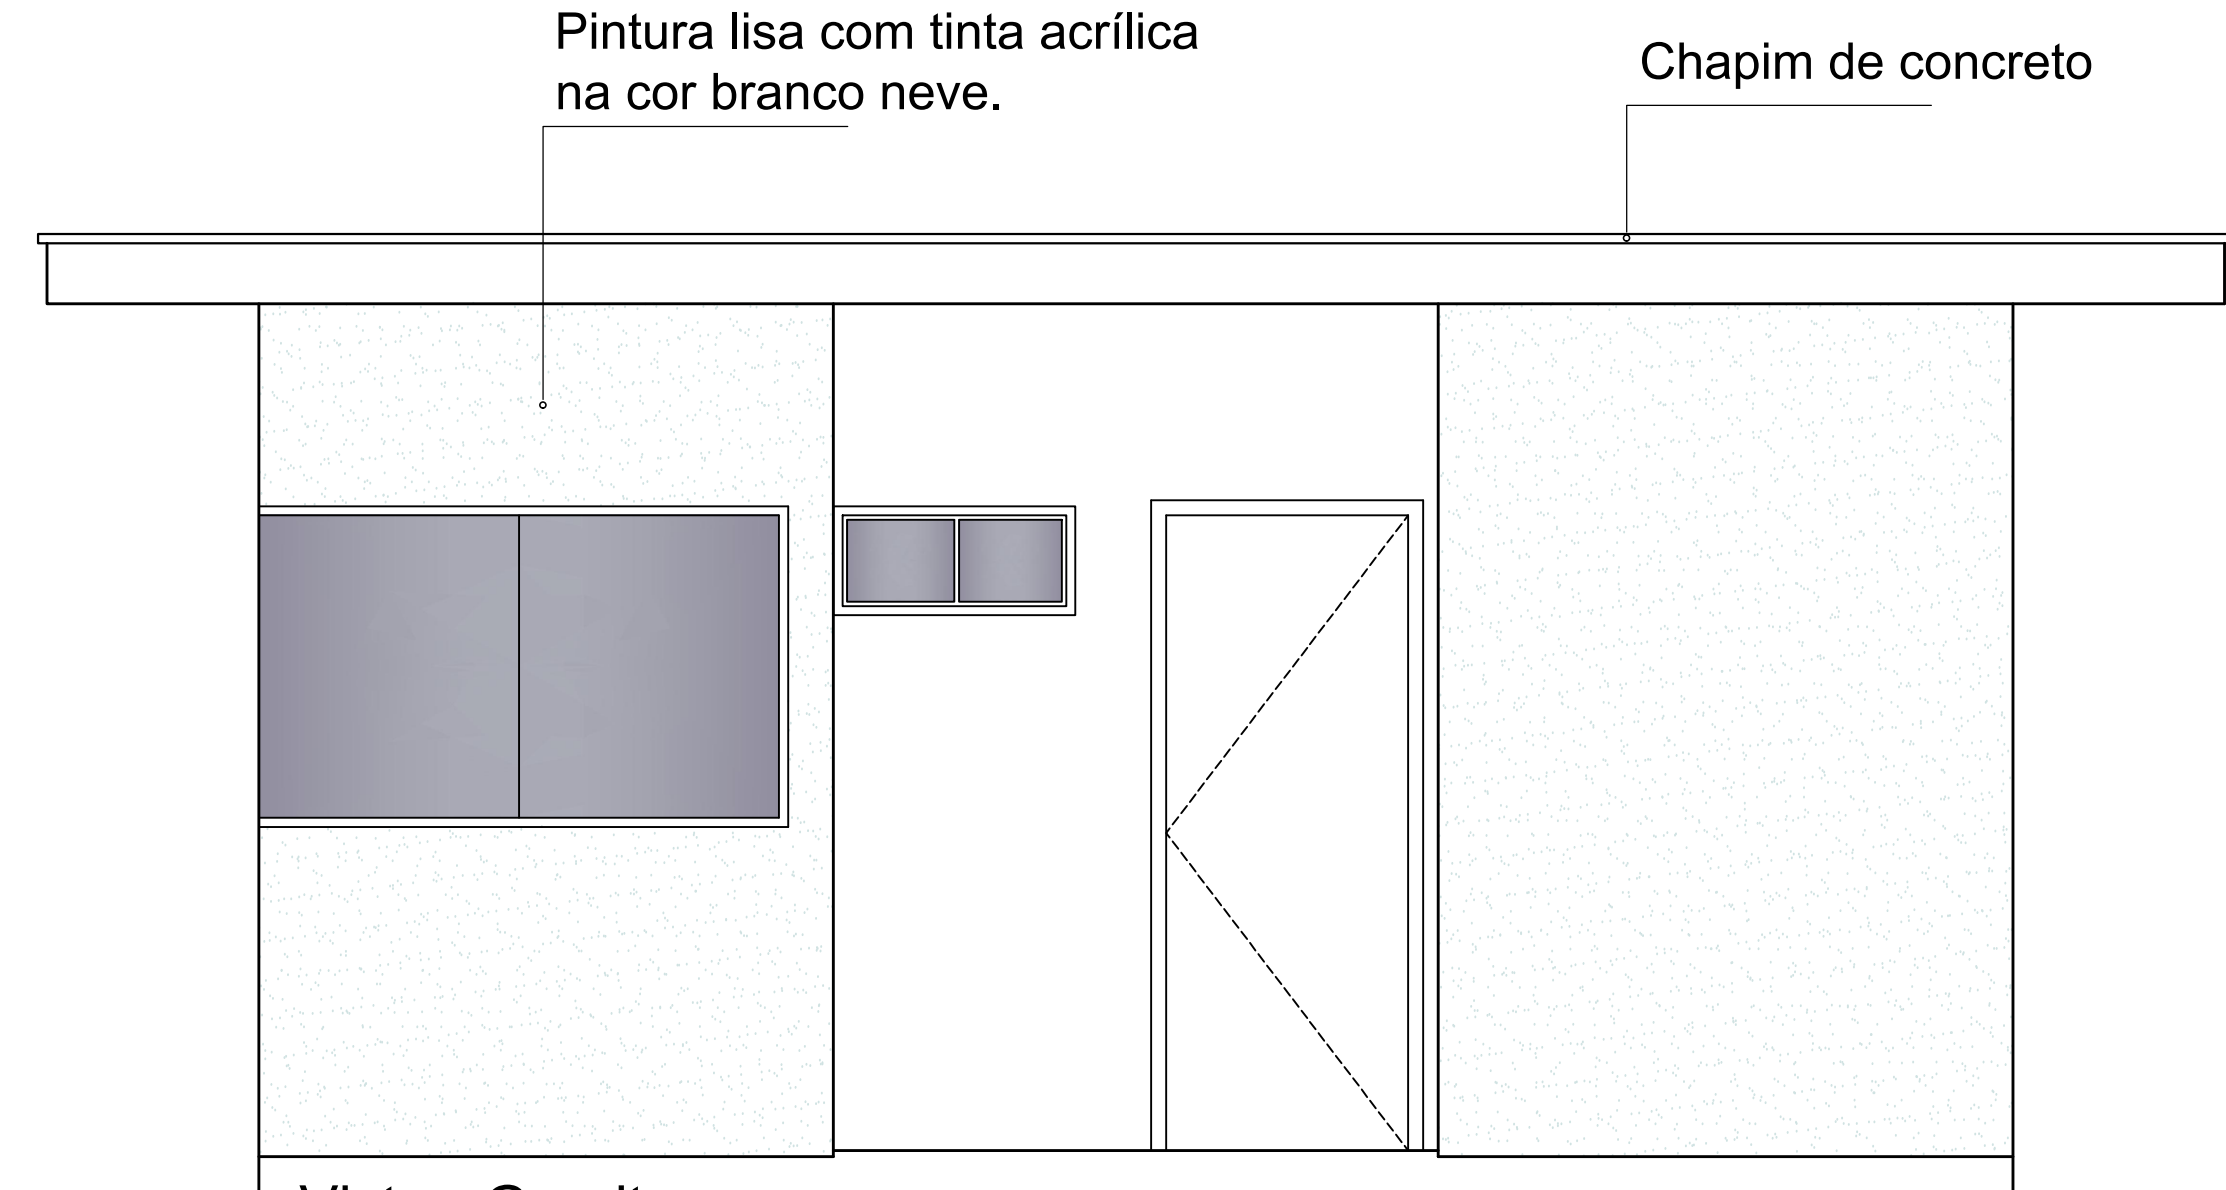 Pintura lisa com tinta acrílica
na cor branco neve.
Chapim de concreto